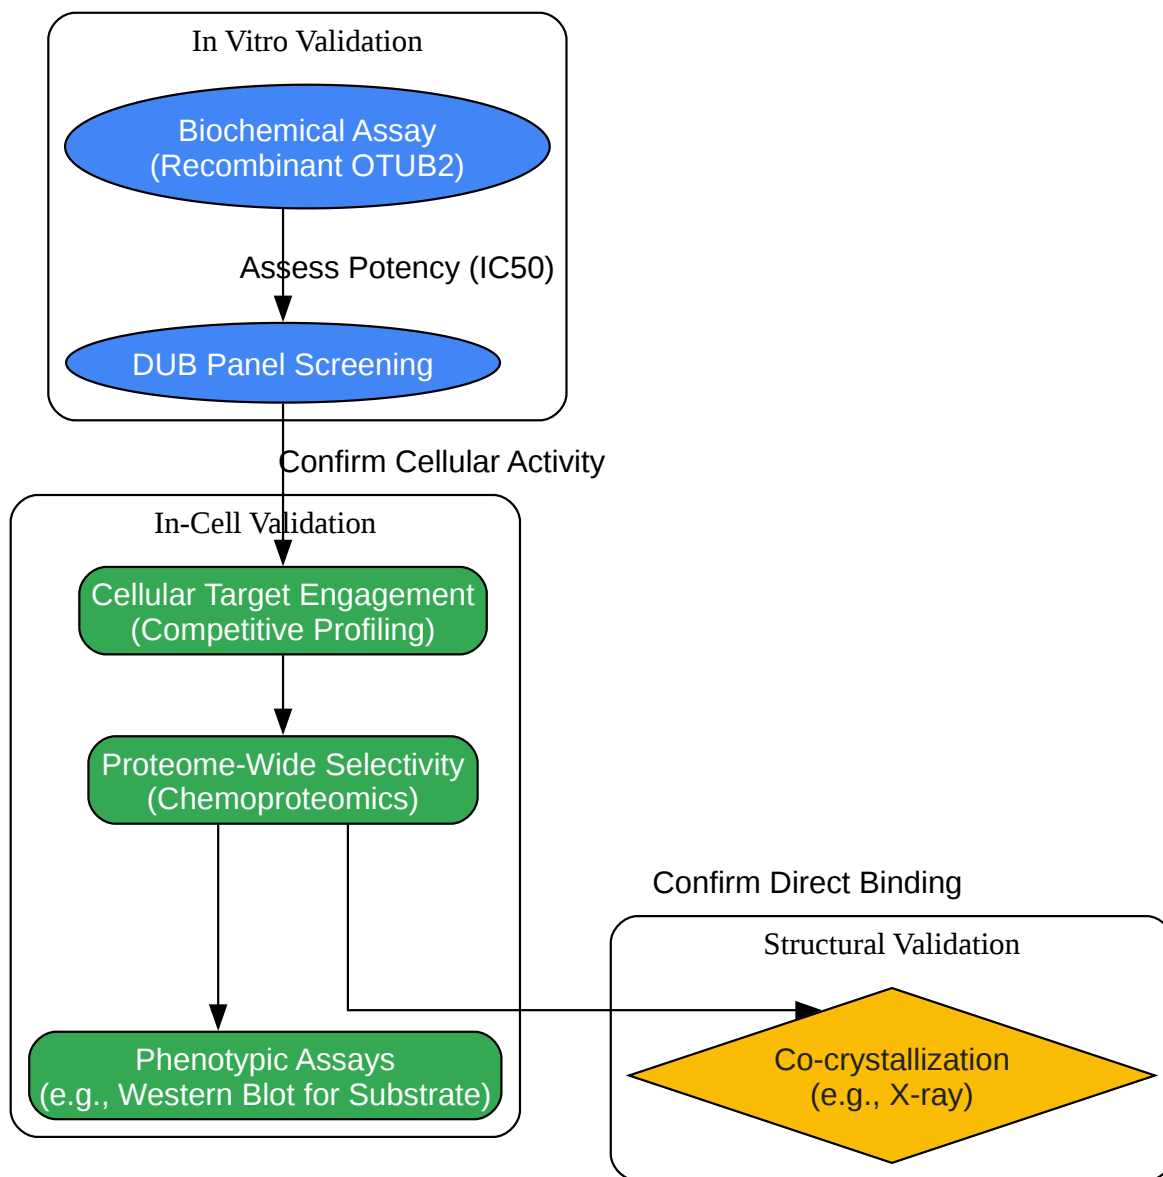 In Vitro Validation
Biochemical Assay
(Recombinant OTUB2)
Assess Potency (IC50)
DUB Panel Screening
Confirm Cellular Activity
In-Cell Validation
Cellular Target Engagement
(Competitive Profiling)
Proteome-Wide Selectivity
(Chemoproteomics)
Confirm Direct Binding
Structural Validation
Phenotypic Assays
(e.g., Western Blot for Substrate)
Co-crystallization
(e.g., X-ray)